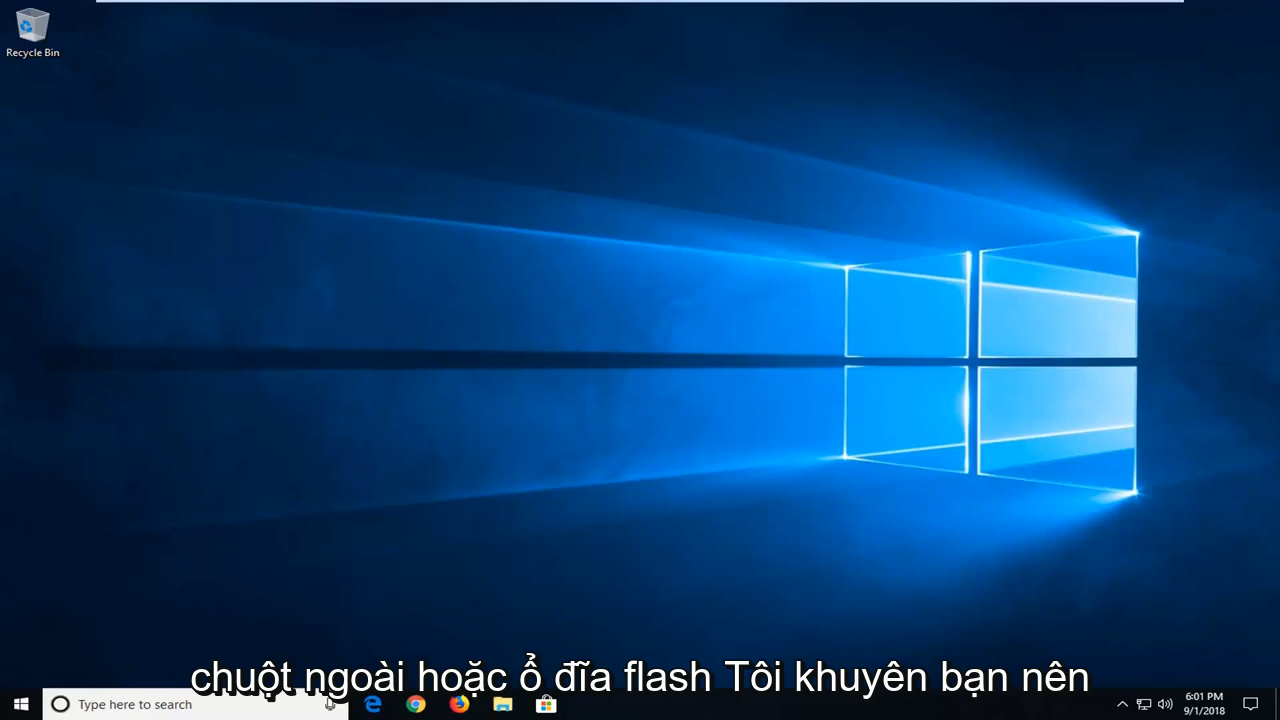 Recycle Bin
chuột ngoài hoặc ổ đĩa flash Tôi khuyên bạn nên
Type here to search
6:01 PM
9/1/2018